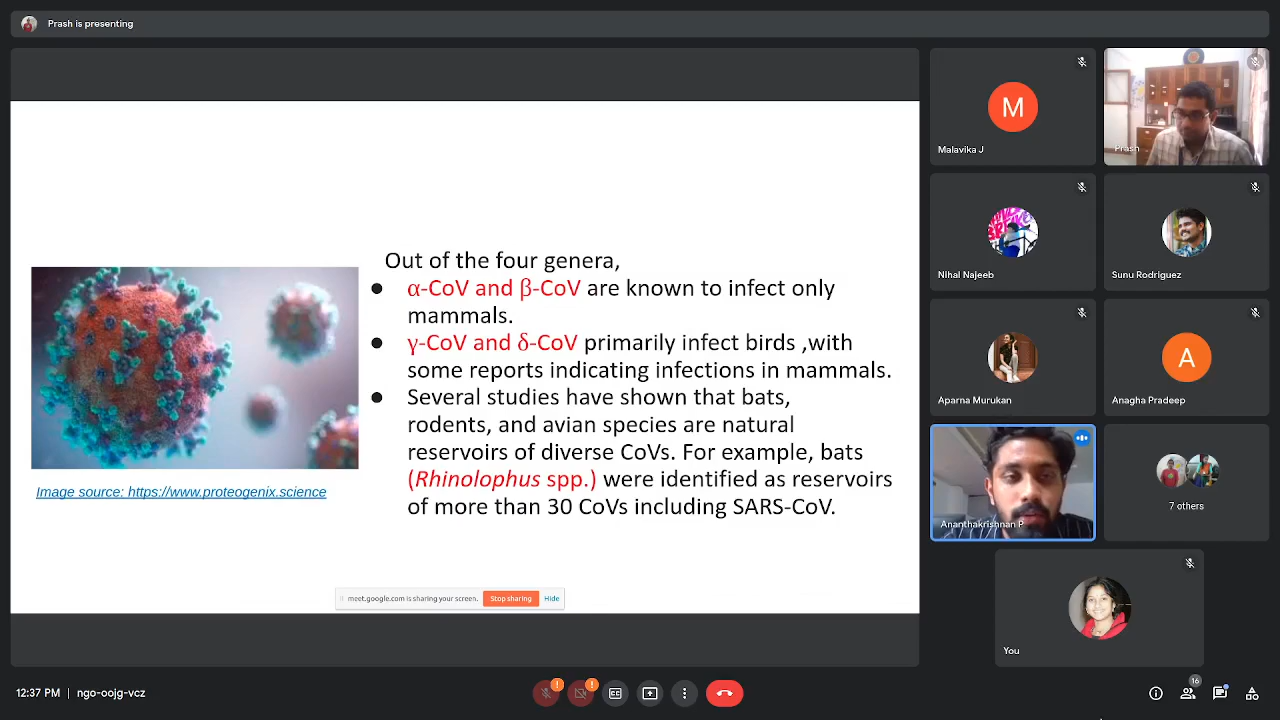 Prash is presenting
Out of the four genera,
● α-CoV and β-CoV are known to infect only
mammals.
● γ-CoV and δ-CoV primarily infect birds ,with
some reports indicating infections in mammals.
● Several studies have shown that bats,
rodents, and avian species are natural
reservoirs of diverse CoVs. For example, bats
(Rhinolophus spp.) were identified as reservoirs
of more than 30 CoVs including SARS-CoV.
Image source: https://www.proteogenix.science
meet.google.com is sharing your screen. Stop sharing Hide
M
Malavika J
Prash
Nihal Najeeb
Sunu Rodriguez
Aparna Murukan
A
Anagha Pradeep
Ananthakrishnan P
7 others
You
12:37 PM | ngo-oojg-vcz
! !
16